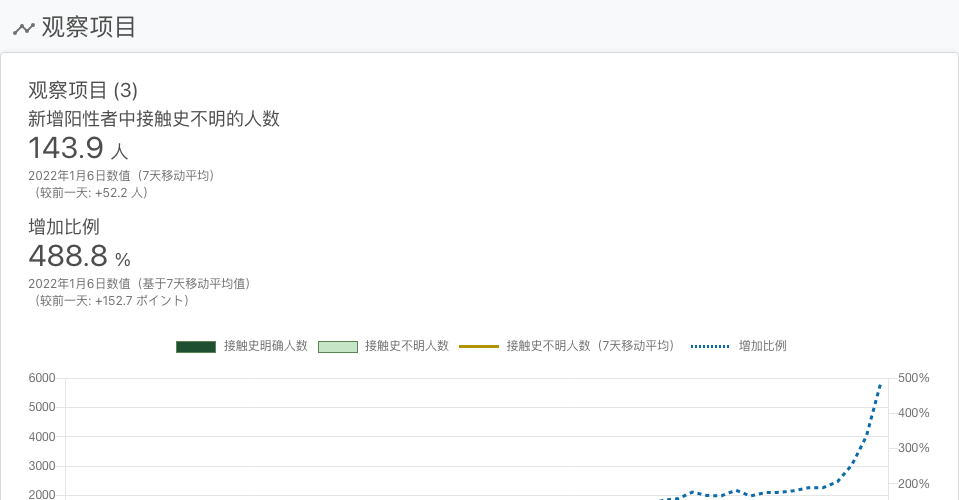 观察项目
观察项目 (3)
新增阳性者中接触史不明的人数
143.9 人
2022年1月6日数值（7天移动平均）
（较前一天: +52.2 人）
增加比例
488.8 %
2022年1月6日数值（基于7天移动平均值）
（较前一天: +152.7 ポイント）
接触史明确人数 接触史不明人数 接触史不明人数（7天移动平均） 增加比例
6000 500%
5000
400%
4000
300%
3000
200%
2000